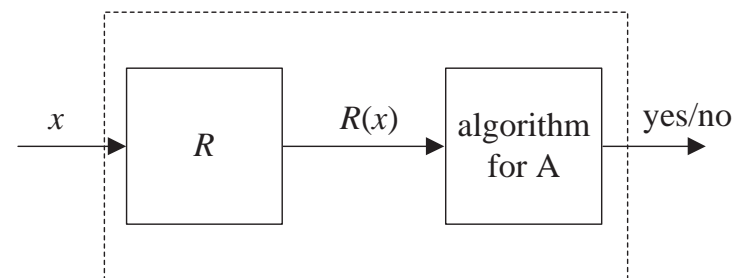 x
R
R(x)
algorithm
for A
yes/no